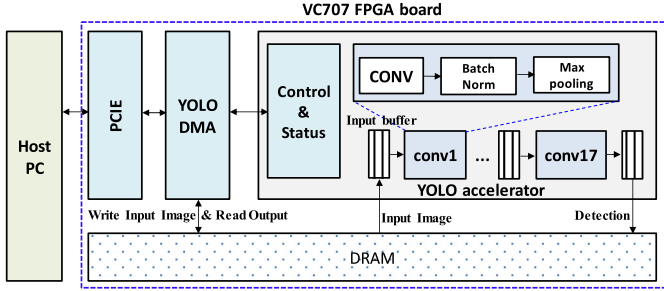 VC707 FPGA board
Host
PC
PCIE
YOLO
DMA
Control
&
Status
CONV
Batch
Norm
Max
pooling
Input buffer
conv1
...
conv17
YOLO accelerator
Write Input Image & Read Output
Input Image
Detection
DRAM